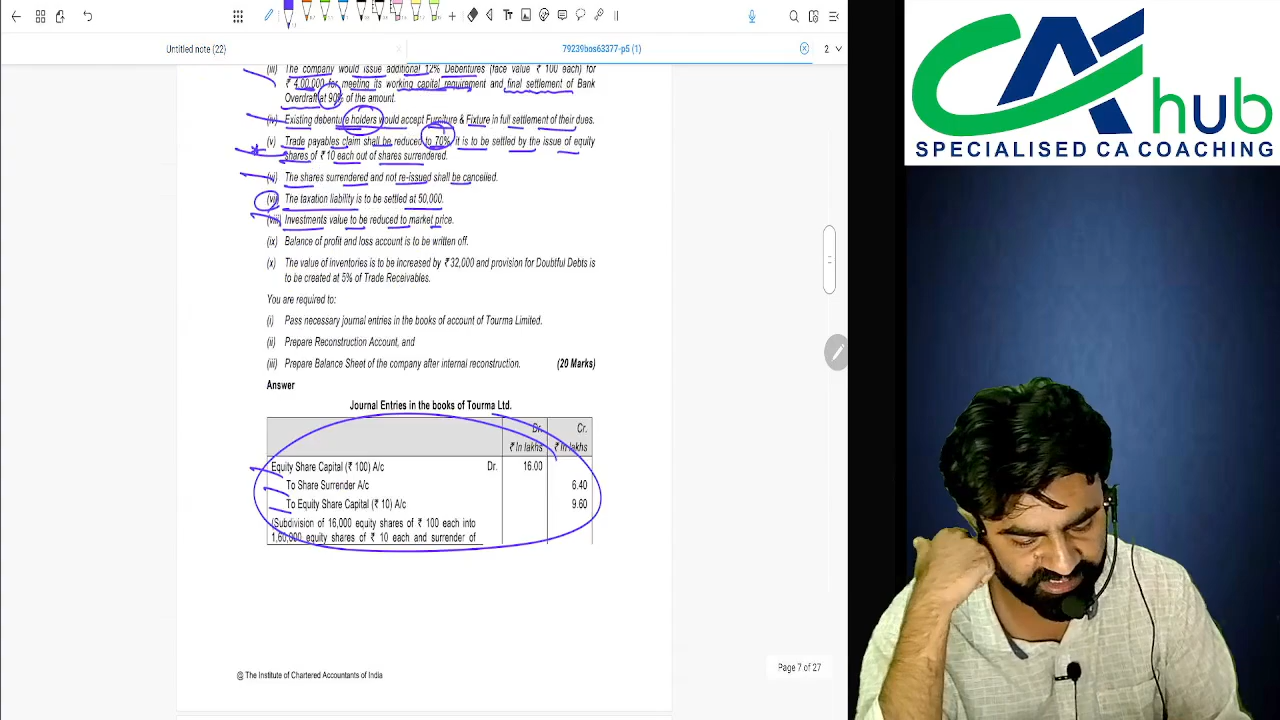 Untitled note (22)
79239bos63377-p5 (1)
2
(iii) The company would issue additional 12% Debentures (face value ₹ 100 each) for
₹ 4,00,000 for meeting its working capital requirement and final settlement of Bank
Overdraft at 90% of the amount.
(iv) Existing debenture holders would accept Furniture & Fixture in full settlement of their dues.
(v) Trade payables claim shall be reduced to 70%, it is to be settled by the issue of equity
shares of ₹ 10 each out of shares surrendered.
(vi) The shares surrendered and not re-issued shall be cancelled.
The taxation liability is to be settled at 50,000.
(viii) Investments value to be reduced to market price.
(ix) Balance of profit and loss account is to be written off.
(x) The value of inventories is to be increased by ₹ 32,000 and provision for Doubtful Debts is
to be created at 5% of Trade Receivables.
You are required to:
(i) Pass necessary journal entries in the books of account of Tourma Limited.
(ii) Prepare Reconstruction Account, and
(iii) Prepare Balance Sheet of the company after internal reconstruction. (20 Marks)
Answer
Journal Entries in the books of Tourma Ltd.
Dr. Cr.
₹ In lakhs ₹ In lakhs
Equity Share Capital (₹ 100) A/c Dr. 16.00
To Share Surrender A/c 6.40
To Equity Share Capital (₹ 10) A/c 9.60
(Subdivision of 16,000 equity shares of ₹ 100 each into
1,60,000 equity shares of ₹ 10 each and surrender of
Page 7 of 27
@ The Institute of Chartered Accountants of India
CA hub
SPECIALISED CA COACHING